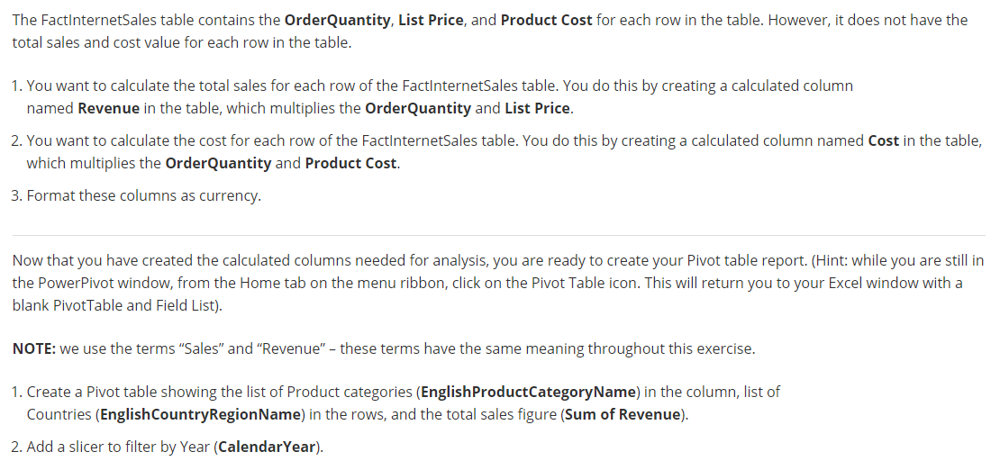 The FactInternetSales table contains the OrderQuantity, List Price, and Product Cost for each row in the table. However, it does not have the
total sales and cost value for each row in the table.
1. You want to calculate the total sales for each row of the FactInternetSales table. You do this by creating a calculated column
named Revenue in the table, which multiplies the OrderQuantity and List Price.
2. You want to calculate the cost for each row of the FactInternetSales table. You do this by creating a calculated column named Cost in the table,
which multiplies the OrderQuantity and Product Cost.
3. Format these columns as currency.
Now that you have created the calculated columns needed for analysis, you are ready to create your Pivot table report. (Hint: while you are still in
the PowerPivot window, from the Home tab on the menu ribbon, click on the Pivot Table icon. This will return you to your Excel window with a
blank PivotTable and Field List).
NOTE: we use the terms “Sales” and “Revenue” – these terms have the same meaning throughout this exercise.
1. Create a Pivot table showing the list of Product categories (EnglishProductCategoryName) in the column, list of
Countries (EnglishCountryRegionName) in the rows, and the total sales figure (Sum of Revenue).
2. Add a slicer to filter by Year (CalendarYear).